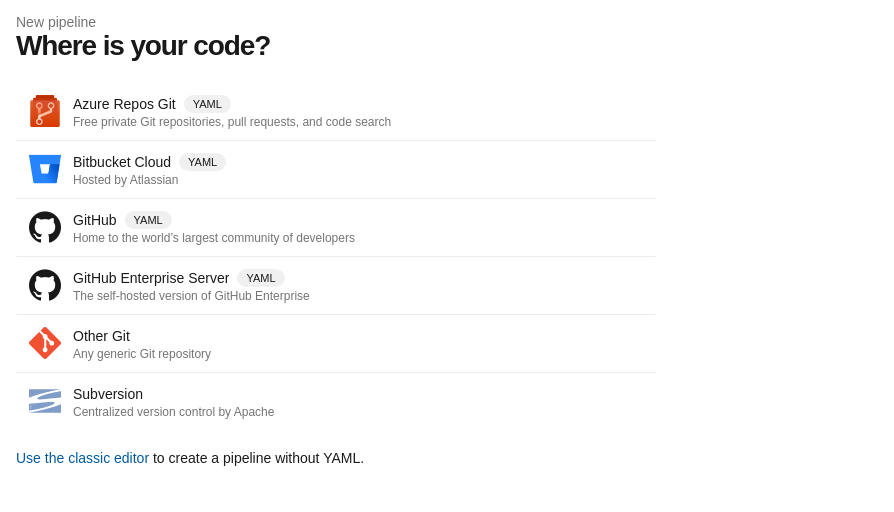 New pipeline
Where is your code?
Azure Repos Git YAML
Free private Git repositories, pull requests, and code search
Bitbucket Cloud YAML
Hosted by Atlassian
GitHub YAML
Home to the world’s largest community of developers
GitHub Enterprise Server YAML
The self-hosted version of GitHub Enterprise
Other Git
Any generic Git repository
Subversion
Centralized version control by Apache
Use the classic editor to create a pipeline without YAML.